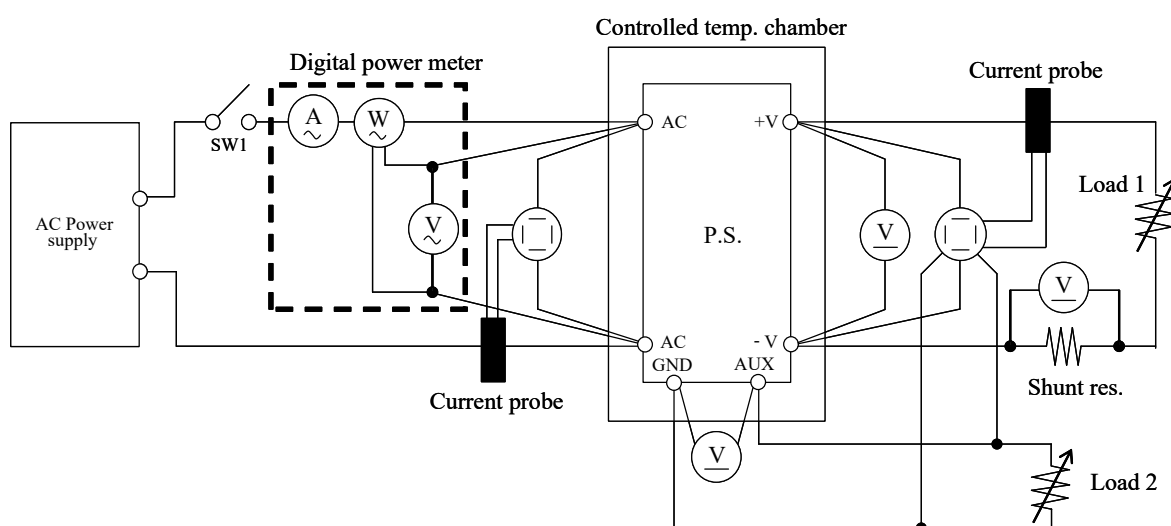 Controlled temp. chamber
Digital power meter
Current probe
A
W
SW1
AC
+V
AC Power
supply
V
P.S.
V
Load 1
V
AC
- V
GND
AUX
Current probe
Shunt res.
V
Load 2